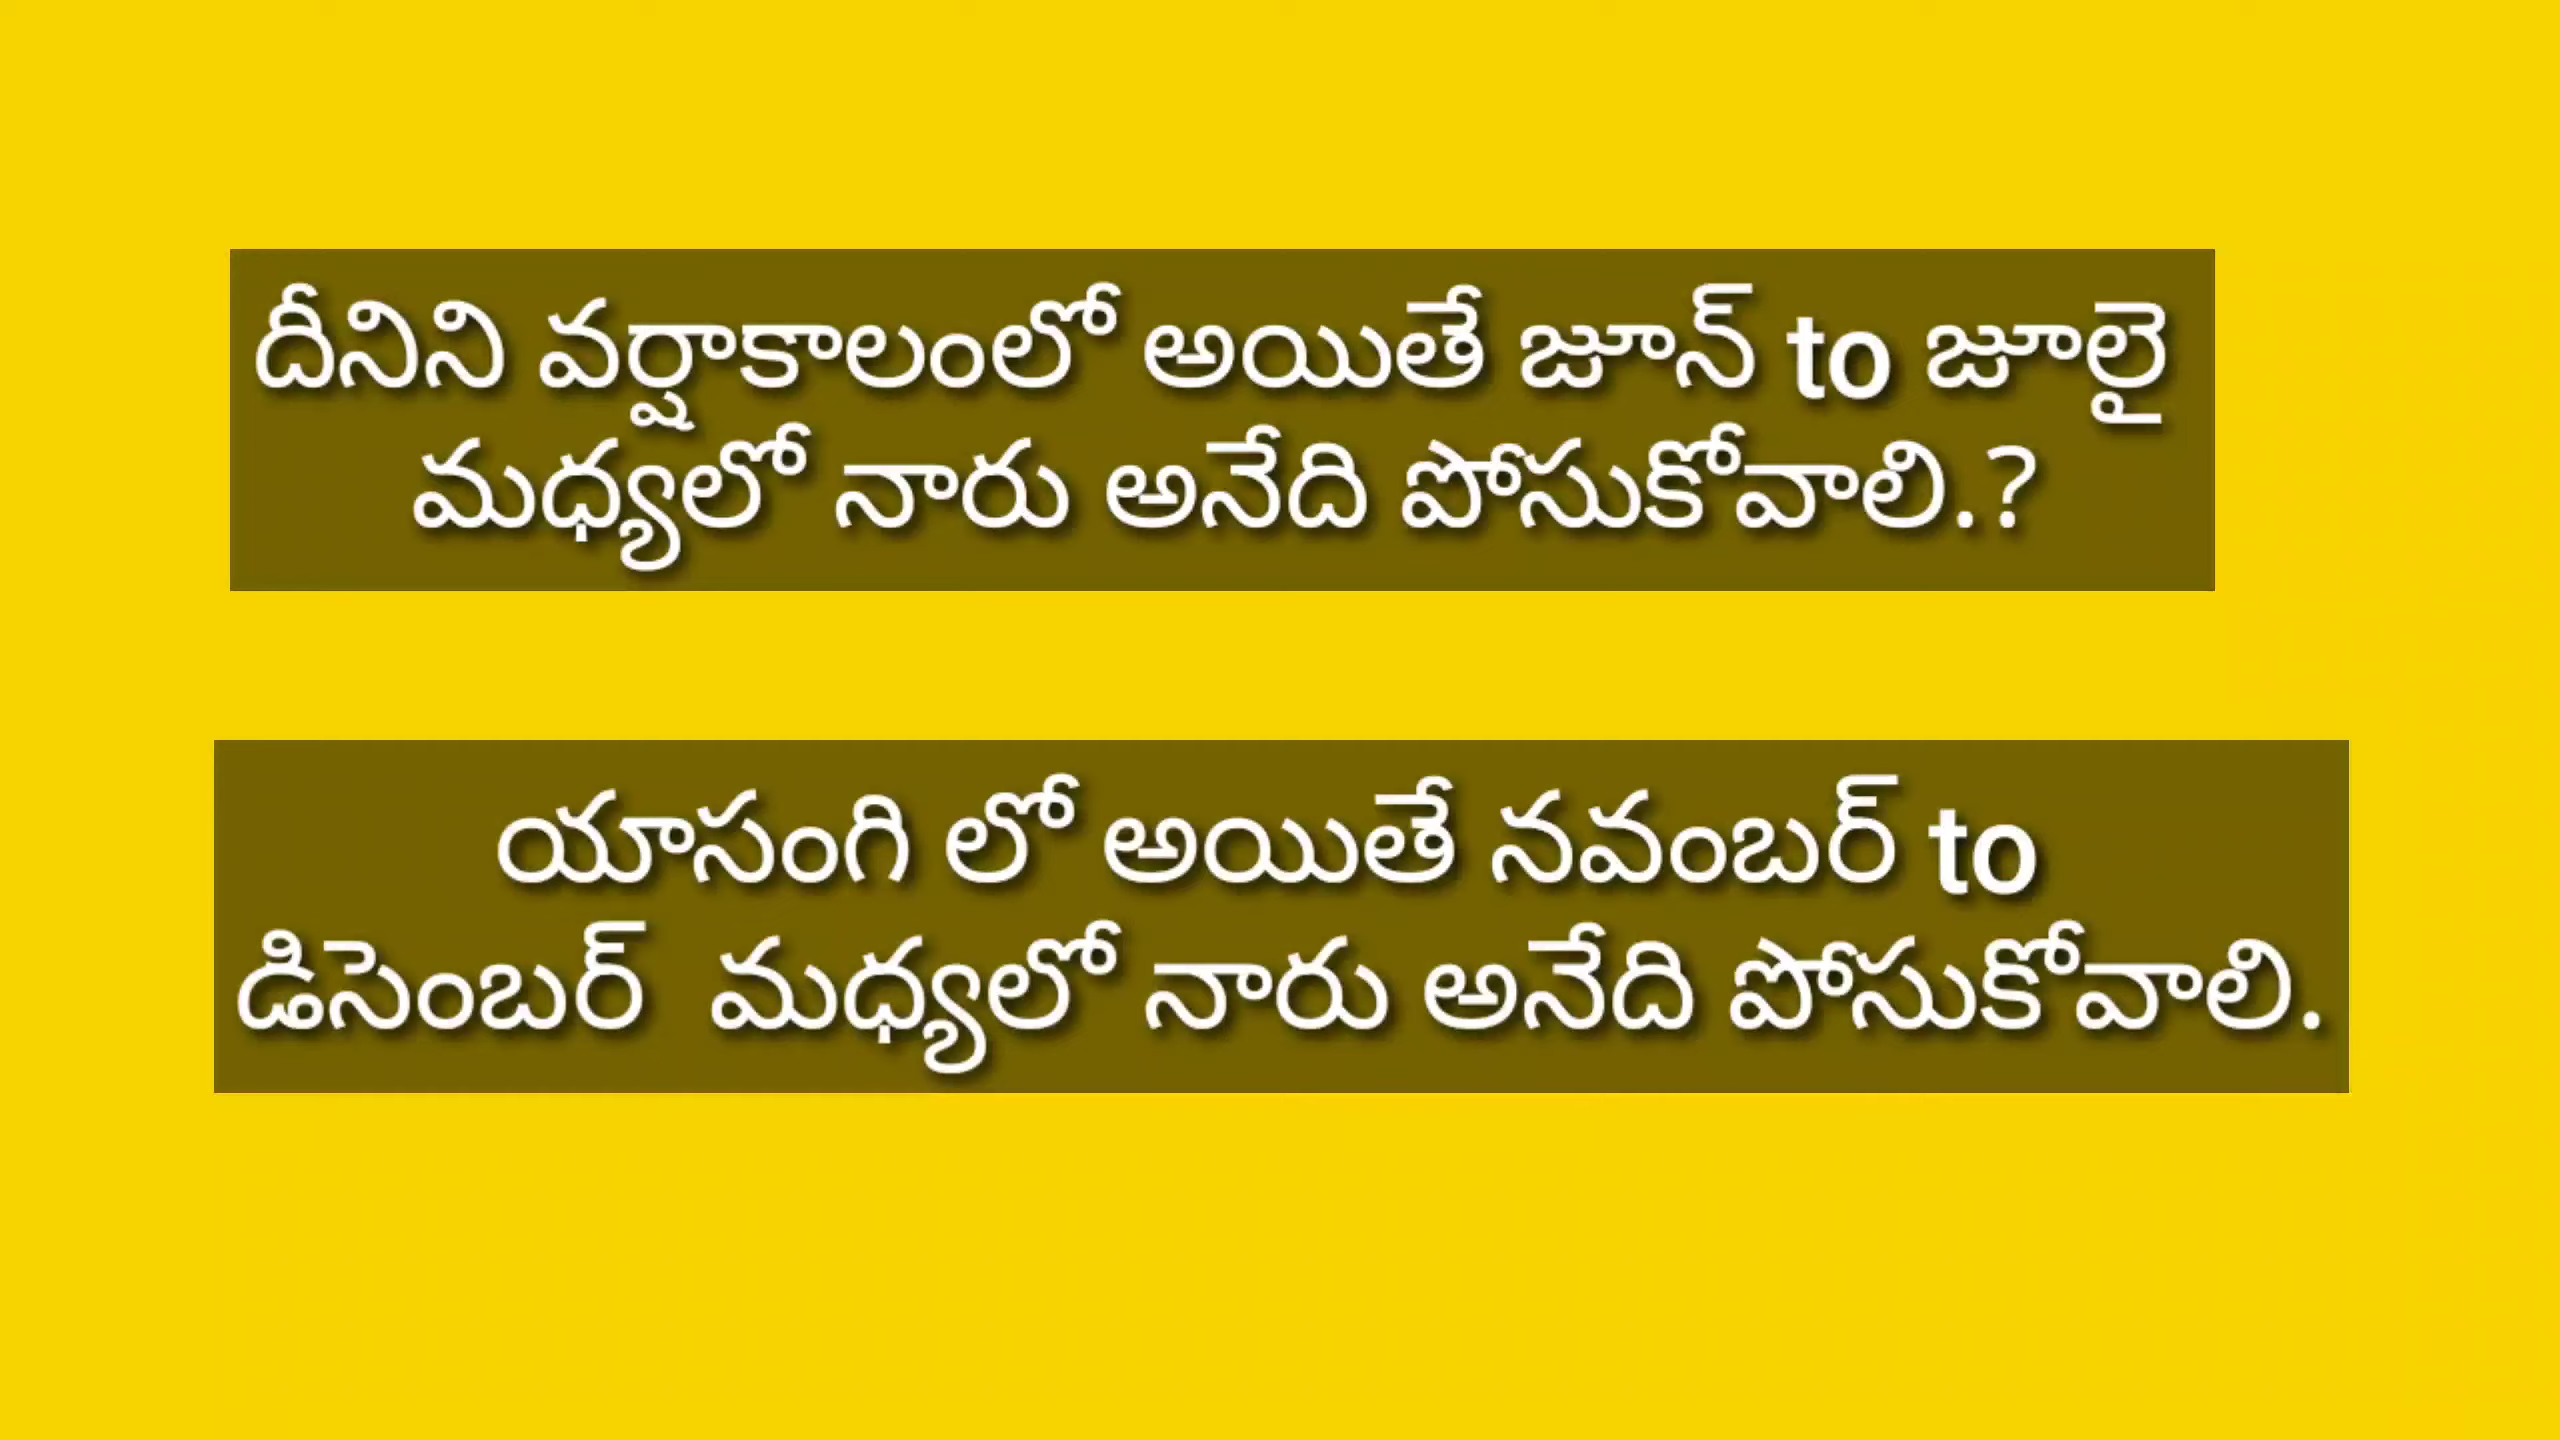 దీనిని వర్షాకాలంలో అయితే జూన్ to జూలై
మధ్యలో నారు అనేది పోసుకోవాలి.?
యాసంగి లో అయితే నవంబర్ to
డిసెంబర్  మధ్యలో నారు అనేది పోసుకోవాలి.